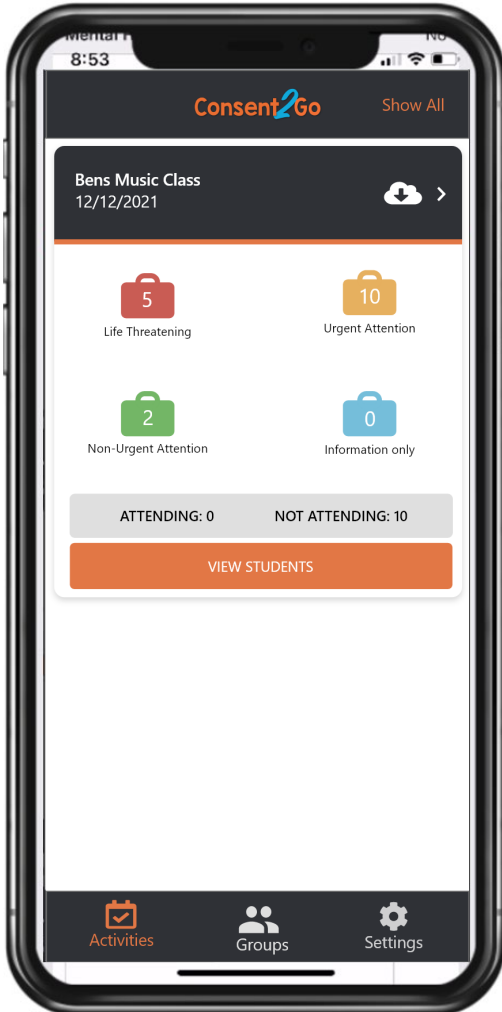 8:53
Consent2Go
Show All
Bens Music Class
12/12/2021
5
Life Threatening
10
Urgent Attention
2
Non-Urgent Attention
0
Information only
ATTENDING: 0 NOT ATTENDING: 10
VIEW STUDENTS
Activities
Groups
Settings